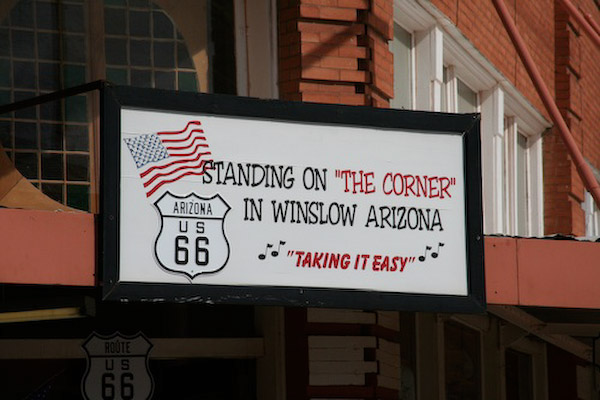 STANDING ON "THE CORNER"
IN WINSLOW ARIZONA
"TAKING IT EASY"
ARIZONA
US
66
ROUTE
US
66